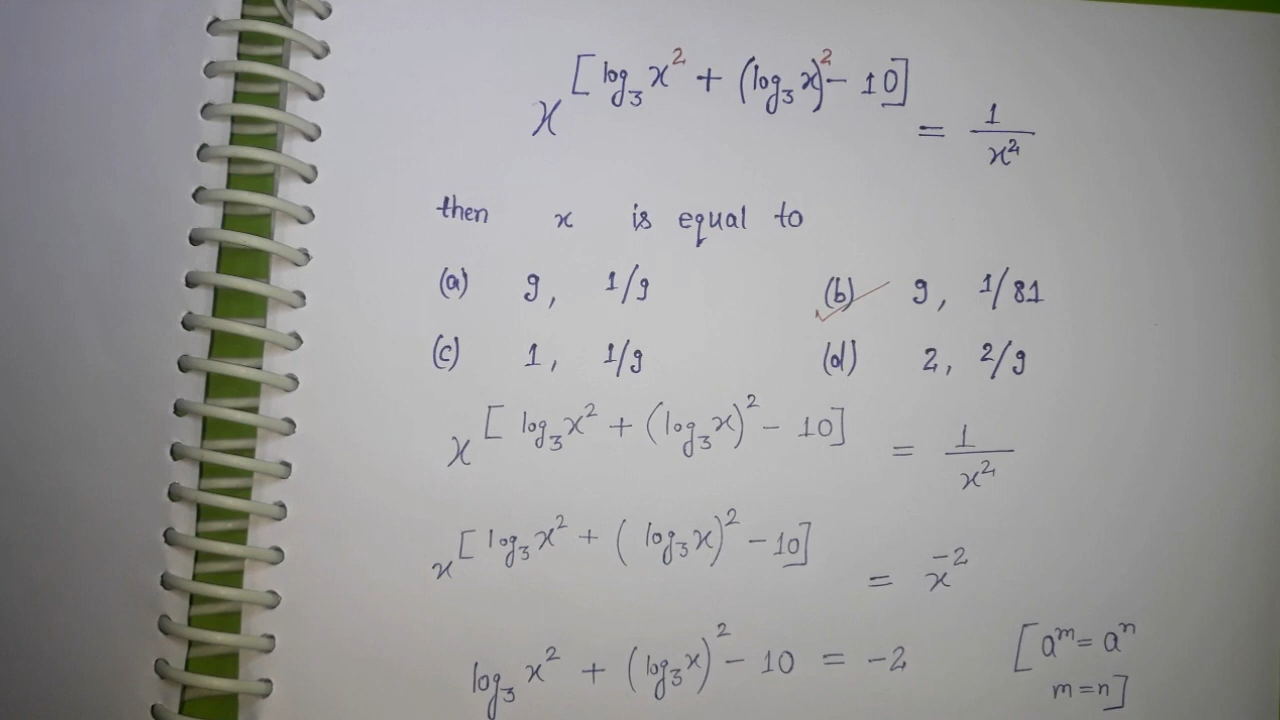 x^[log₃x² + (log₃x)² - 10] = 1/x²
then x is equal to
(a) 9, 1/9 (b) 9, 1/81
(c) 1, 1/9 (d) 2, 2/9
x^[log₃x² + (log₃x)² - 10] = 1/x²
x^[log₃x² + (log₃x)² - 10] = x⁻²
log₃x² + (log₃x)² - 10 = -2 [aᵐ = aⁿ
m = n]